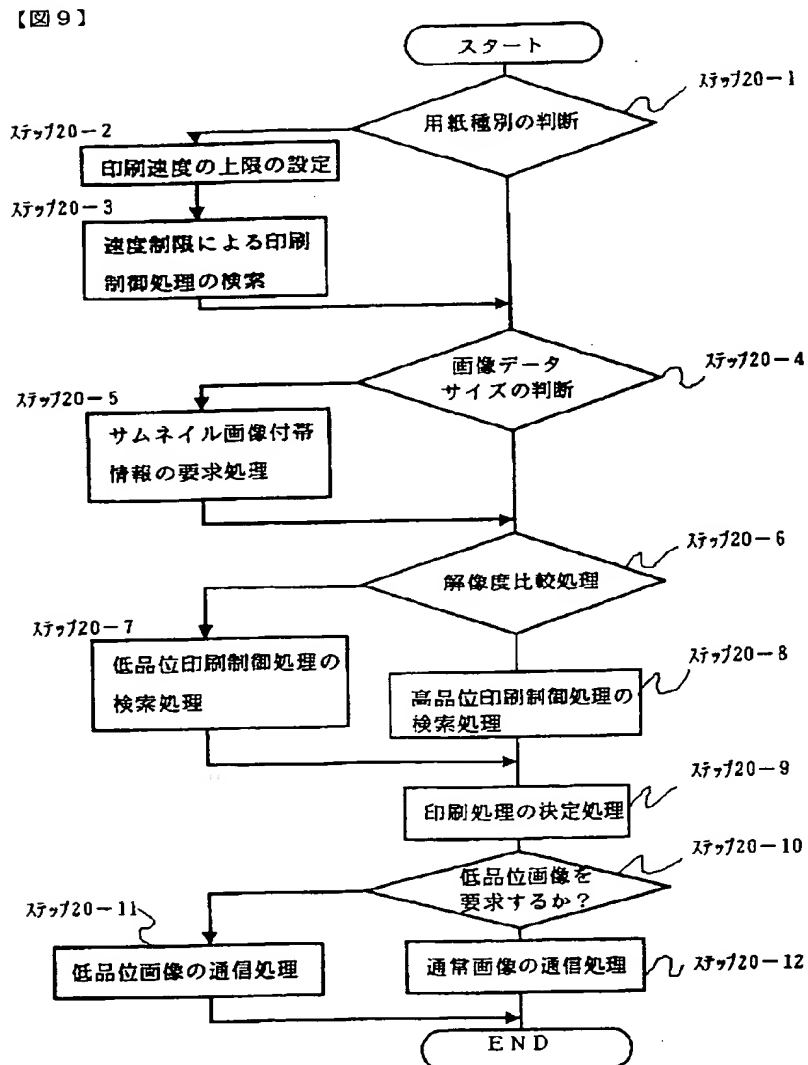 【図9】
スタート
ステップ20-1
用紙種別の判断
ステップ20-2
印刷速度の上限の設定
ステップ20-3
速度制限による印刷
制御処理の検索
画像データ
サイズの判断
ステップ20-4
ステップ20-5
サムネイル画像付帯
情報の要求処理
ステップ20-6
解像度比較処理
ステップ20-7
低品位印刷制御処理の
検索処理
ステップ20-8
高品位印刷制御処理の
検索処理
ステップ20-9
印刷処理の決定処理
ステップ20-10
低品位画像を
要求するか?
ステップ20-11
低品位画像の通信処理
通常画像の通信処理
ステップ20-12
END